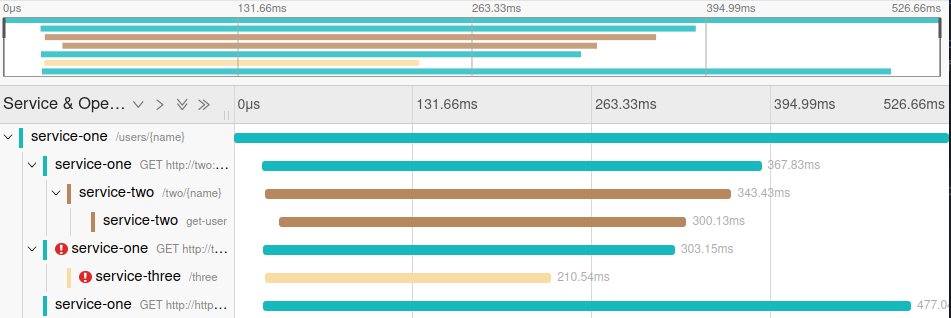 0μs 131.66ms 263.33ms 394.99ms 526.66ms
Service & Ope... 0μs 131.66ms 263.33ms 394.99ms 526.66ms
service-one /users/{name}
service-one GET http://two:... 367.83ms
service-two /two/{name} 343.43ms
service-two get-user 300.13ms
service-one GET http://t... 303.15ms
service-three /three 210.54ms
service-one GET http://http... 477.0